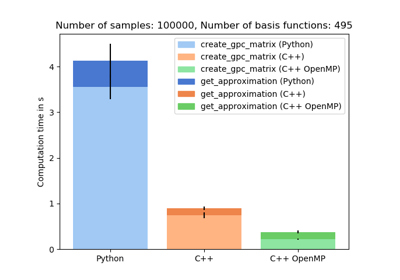 Number of samples: 100000, Number of basis functions: 495
create_gpc_matrix (Python)
create_gpc_matrix (C++)
create_gpc_matrix (C++ OpenMP)
get_approximation (Python)
get_approximation (C++)
get_approximation (C++ OpenMP)
Computation time in s
4
3
2
1
0
Python
C++
C++ OpenMP